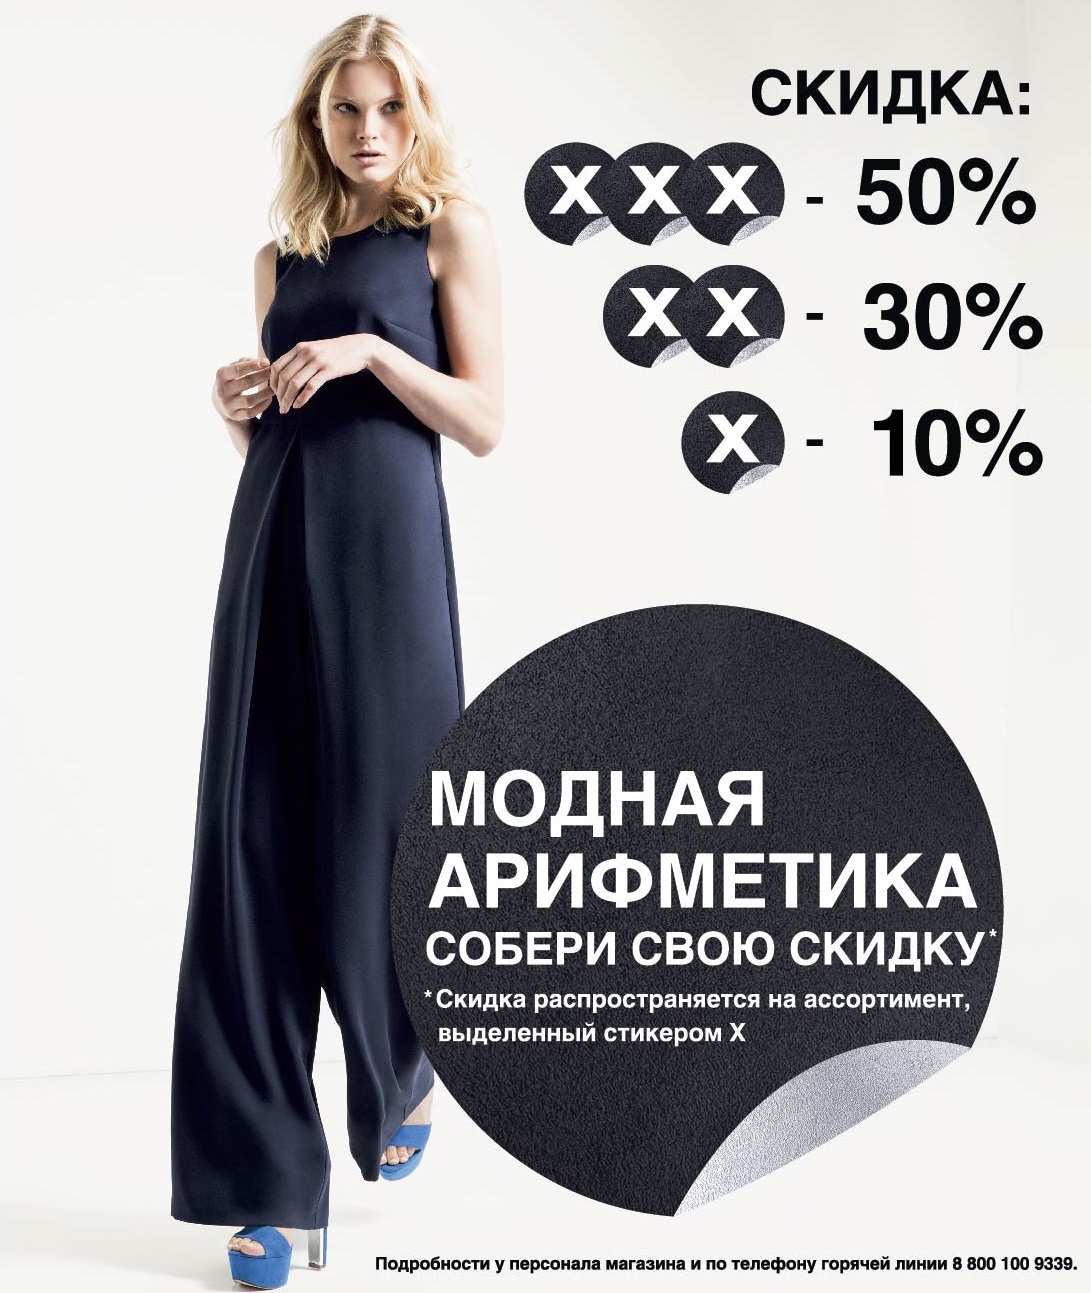 СКИДКА:
X X X - 50%
X X - 30%
X - 10%
МОДНАЯ
АРИФМЕТИКА
СОБЕРИ СВОЮ СКИДКУ*
*Скидка распространяется на ассортимент,
выделенный стикером X
Подробности у персонала магазина и по телефону горячей линии 8 800 100 9339.